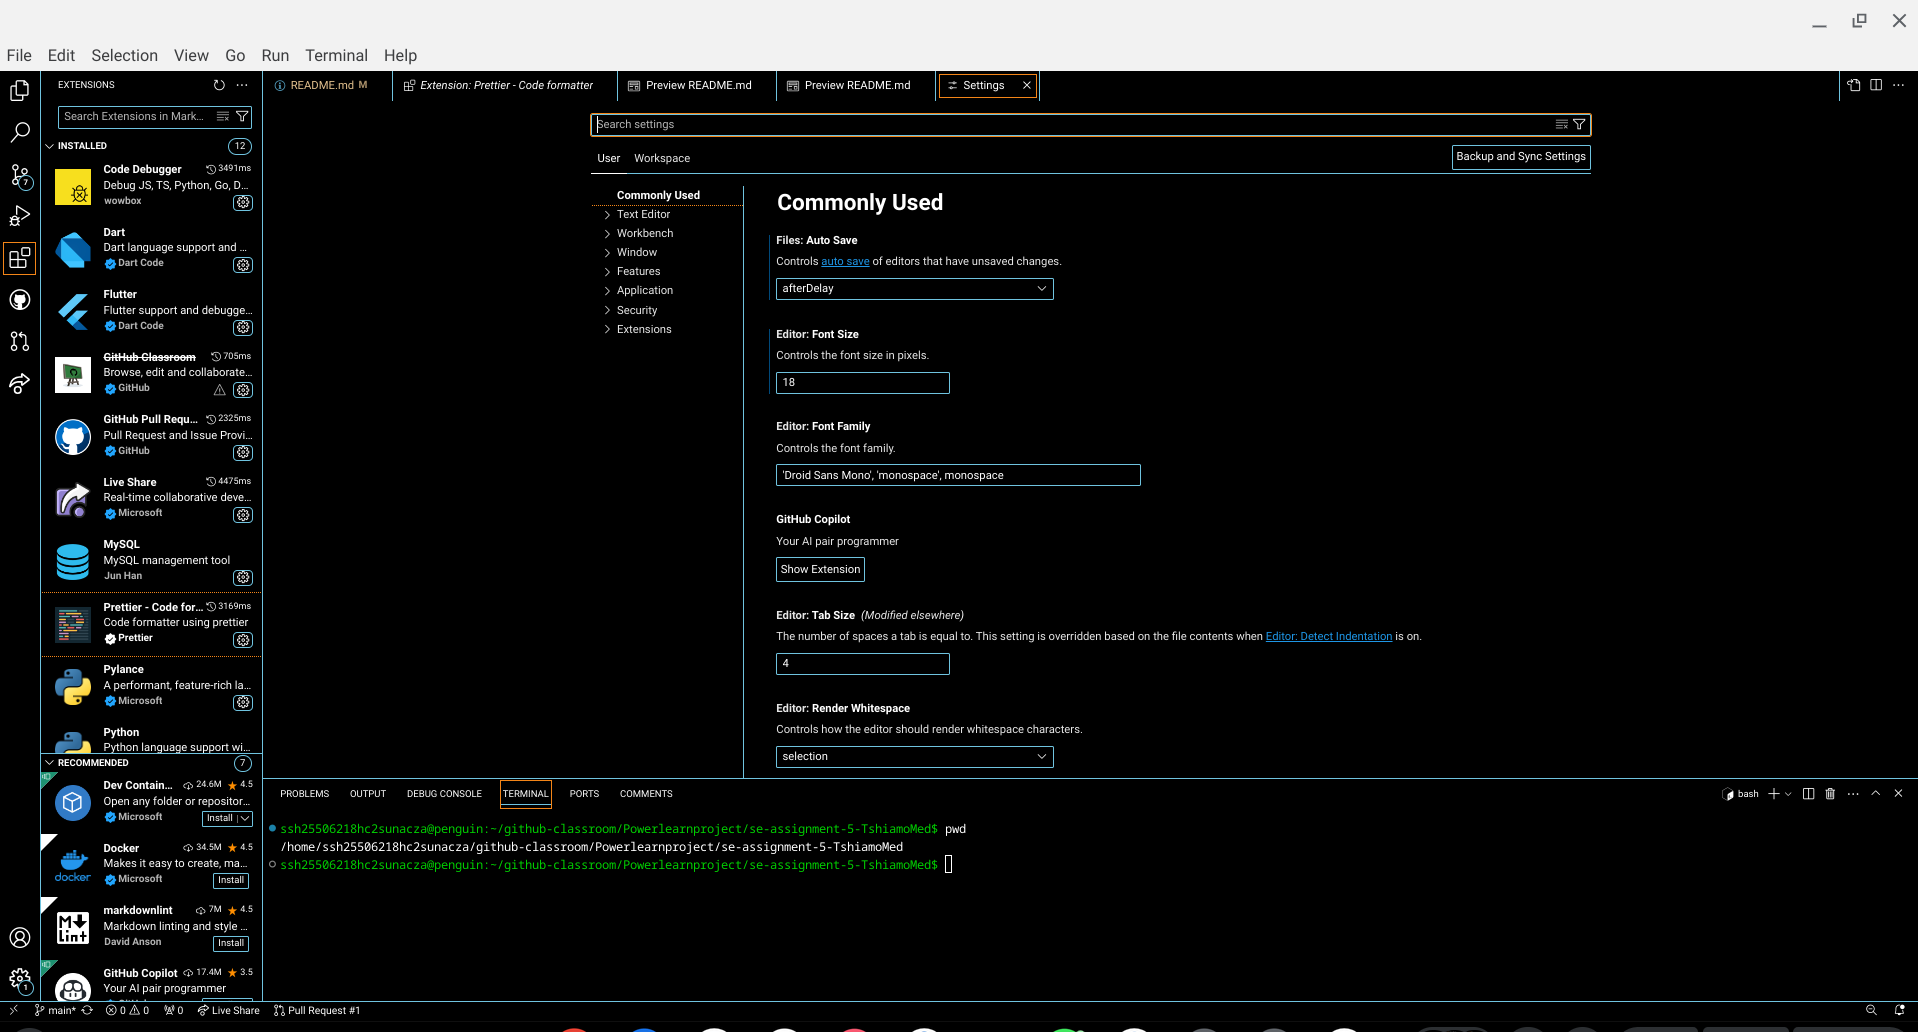 File Edit Selection View Go Run Terminal Help
EXTENSIONS
README.md M
Extension: Prettier - Code formatter
Preview README.md
Preview README.md
Settings
Search Extensions in Mark...
INSTALLED 12
Code Debugger 3491ms
Debug JS, TS, Python, Go, D...
wowbox
Dart
Dart language support and ...
Dart Code
Flutter
Flutter support and debugge...
Dart Code
GitHub Classroom 705ms
Browse, edit and collaborate...
GitHub
GitHub Pull Requ... 2325ms
Pull Request and Issue Provi...
GitHub
Live Share 4475ms
Real-time collaborative deve...
Microsoft
MySQL
MySQL management tool
Jun Han
Prettier - Code for... 3169ms
Code formatter using prettier
Prettier
Pylance
A performant, feature-rich la...
Microsoft
Python
Python language support wi...
RECOMMENDED 7
Dev Contain... 24.6M 4.5
Open any folder or repositor...
Microsoft Install
Docker 34.5M 4.5
Makes it easy to create, ma...
docker Microsoft Install
markdownlint 7M 4.5
Markdown linting and style ...
David Anson Install
GitHub Copilot 17.4M 3.5
Your AI pair programmer
7
1
Search settings
User Workspace
Backup and Sync Settings
Commonly Used
Text Editor
Workbench
Window
Features
Application
Security
Extensions
Commonly Used
Files: Auto Save
Controls auto save of editors that have unsaved changes.
afterDelay
Editor: Font Size
Controls the font size in pixels.
18
Editor: Font Family
Controls the font family.
'Droid Sans Mono', 'monospace', monospace
GitHub Copilot
Your AI pair programmer
Show Extension
Editor: Tab Size (Modified elsewhere)
The number of spaces a tab is equal to. This setting is overridden based on the file contents when Editor: Detect Indentation is on.
4
Editor: Render Whitespace
Controls how the editor should render whitespace characters.
selection
PROBLEMS OUTPUT DEBUG CONSOLE TERMINAL PORTS COMMENTS
bash
ssh25506218hc2sunacza@penguin:~/github-classroom/Powerlearnproject/se-assignment-5-TshiamoMed$ pwd
/home/ssh25506218hc2sunacza/github-classroom/Powerlearnproject/se-assignment-5-TshiamoMed
ssh25506218hc2sunacza@penguin:~/github-classroom/Powerlearnproject/se-assignment-5-TshiamoMed$
main* 0 0 0 Live Share Pull Request #1